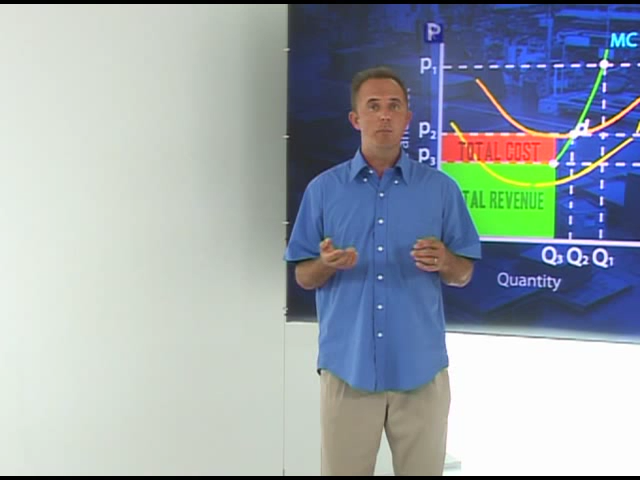 P
MC
P₁
P₂
d
TOTAL COST
P₃
TAL REVENUE
Q₃ Q₂ Q₁
Quantity